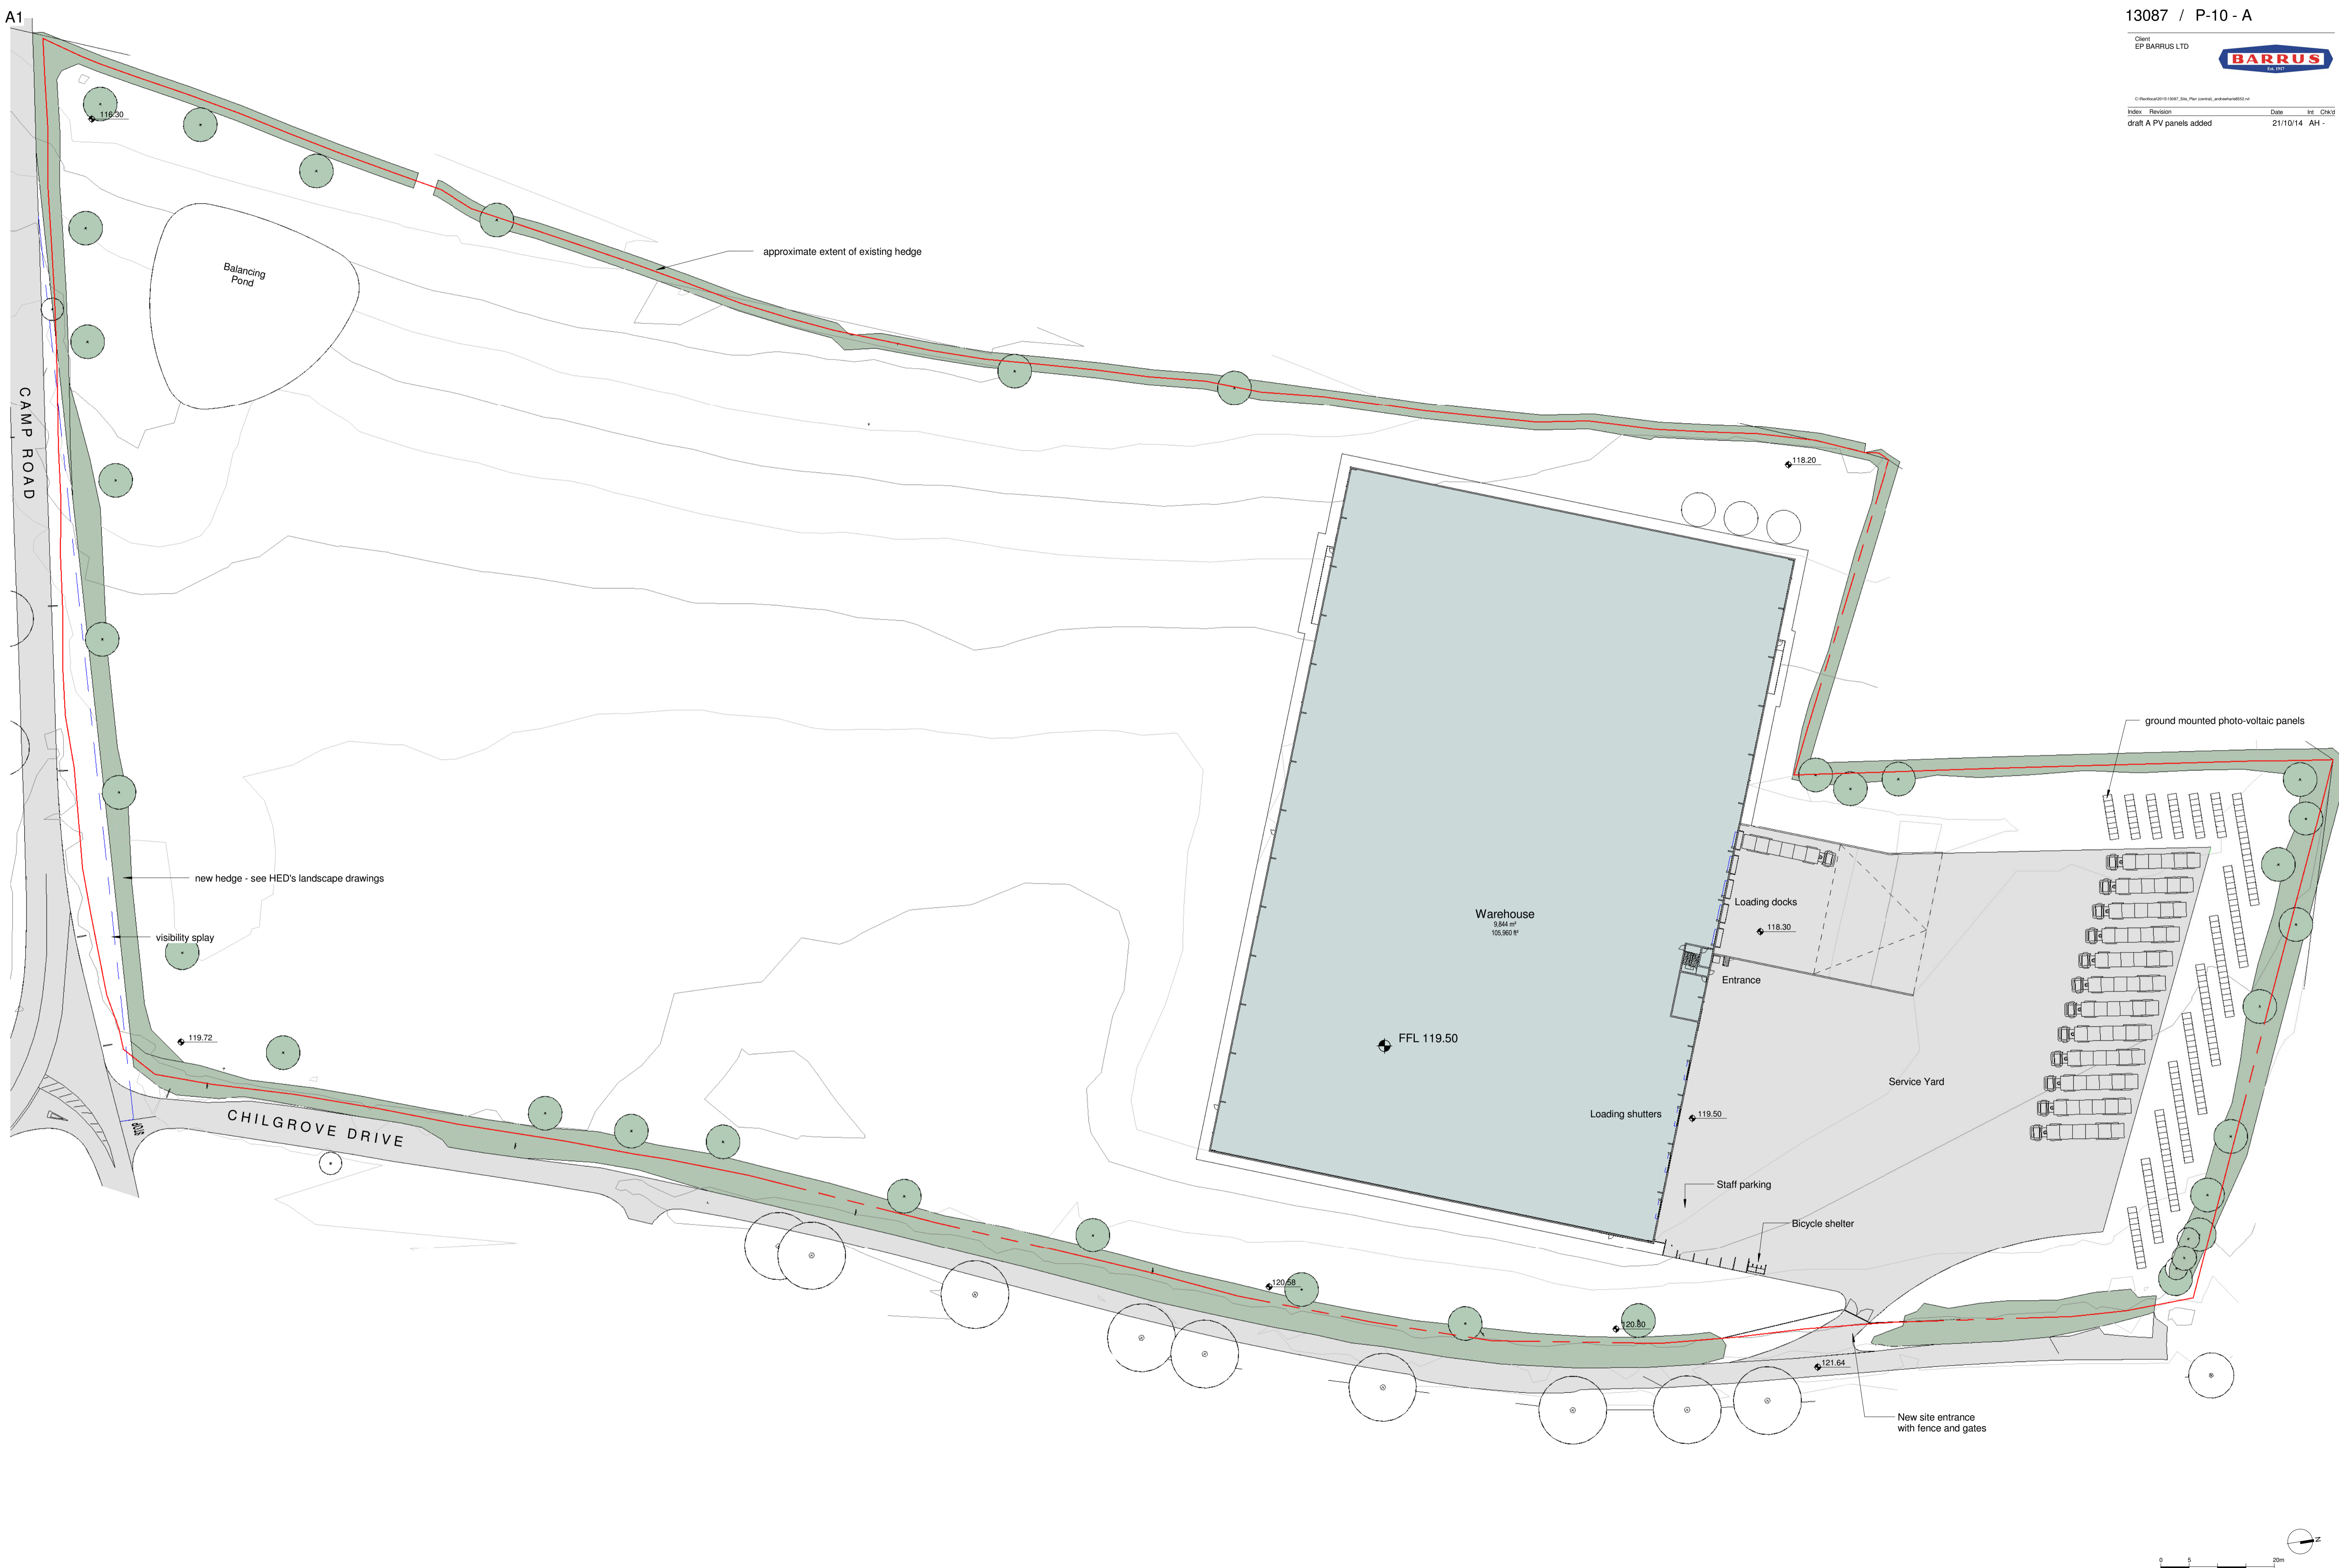 A1
13087 / P-10 - A
Client
EP BARRUS LTD
BARRUS
Est. 1917
Index Revision Date Int Chk'd
draft A PV panels added 21/10/14 AH -
116.30
Balancing
Pond
approximate extent of existing hedge
CAMP ROAD
118.20
ground mounted photo-voltaic panels
new hedge - see HED's landscape drawings
visibility splay
Warehouse
9,844 m²
105,960 ft²
Loading docks
118.30
Entrance
119.72
FFL 119.50
Service Yard
Loading shutters
119.50
CHILGROVE DRIVE
STOP
Staff parking
Bicycle shelter
120.58
120.80
121.64
New site entrance
with fence and gates
N
0 5 20m